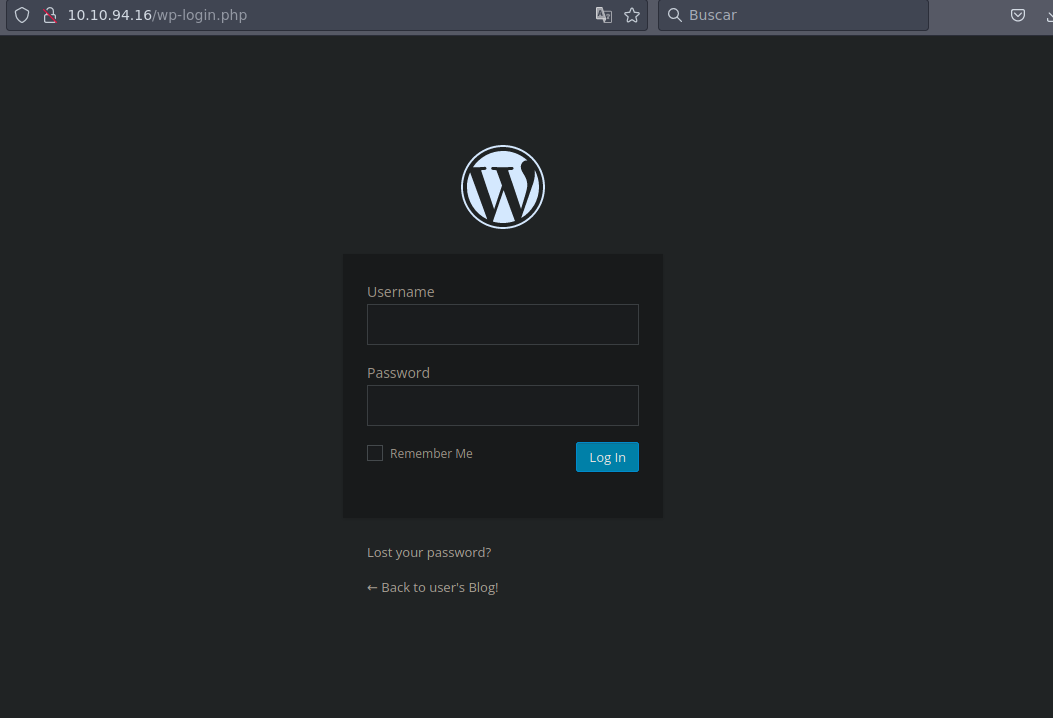 10.10.94.16/wp-login.php
Buscar
Username
Password
Remember Me
Log In
Lost your password?
← Back to user's Blog!